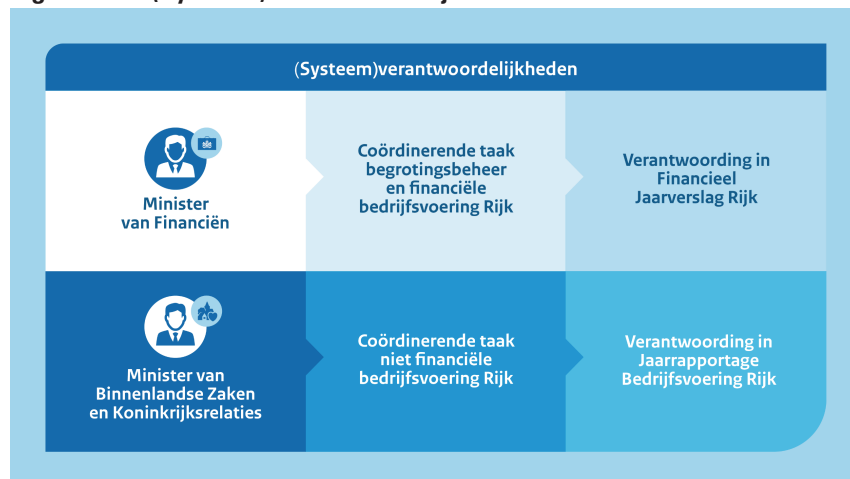 (Systeem)verantwoordelijkheden
Minister
van Financiën
Coördinerende taak
begrotingsbeheer
en financiële
bedrijfsvoering Rijk
Verantwoording in
Financieel
Jaarverslag Rijk
Minister van
Binnenlandse Zaken
en Koninkrijksrelaties
Coördinerende taak
niet financiële
bedrijfsvoering Rijk
Verantwoording in
Jaarrapportage
Bedrijfsvoering Rijk